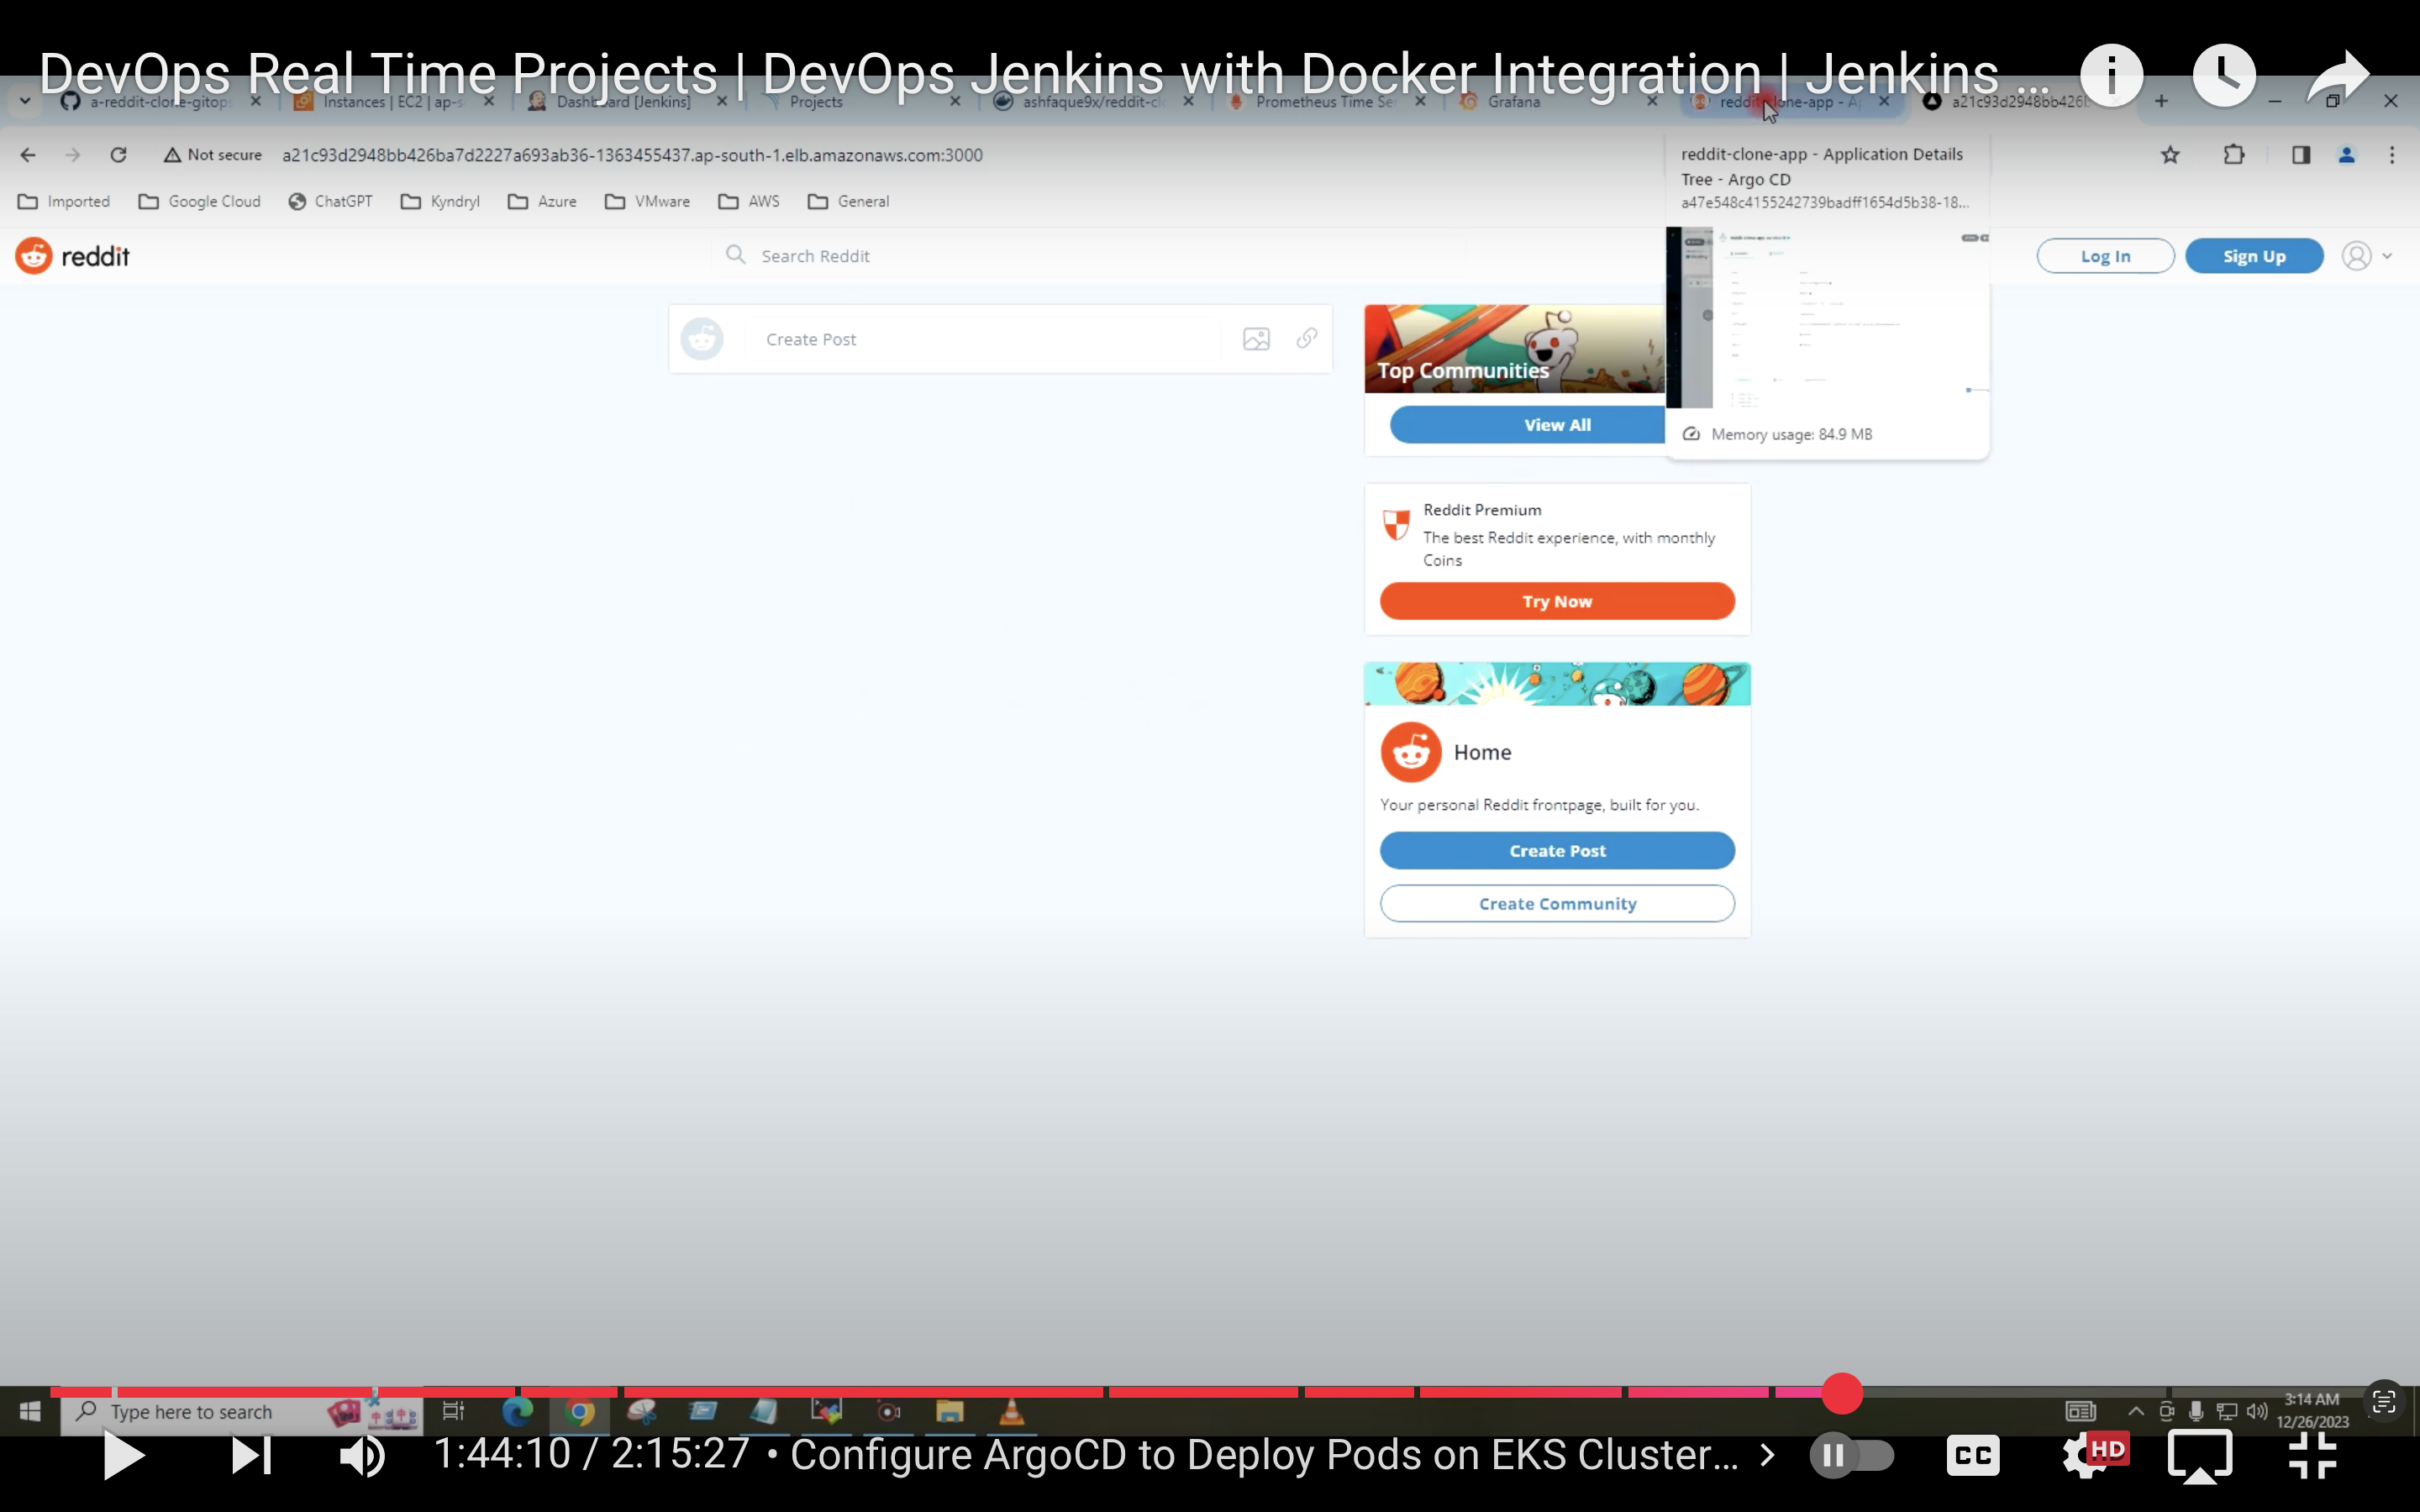 DevOps Real Time Projects | DevOps Jenkins with Docker Integration | Jenkins ...
a-reddit-clone-gitops
Instances | EC2 | ap-s
Dashboard [Jenkins]
Projects
ashfaque9x/reddit-clo
Prometheus Time Ser
Grafana
reddit-clone-app - A
a21c93d2948bb426b
Not secure
a21c93d2948bb426ba7d2227a693ab36-1363455437.ap-south-1.elb.amazonaws.com:3000
Imported
Google Cloud
ChatGPT
Kyndryl
Azure
VMware
AWS
General
reddit-clone-app - Application Details
Tree - Argo CD
a47e548c4155242739badff1654d5b38-18...
Memory usage: 84.9 MB
reddit
Search Reddit
Log In
Sign Up
Create Post
Top Communities
View All
Reddit Premium
The best Reddit experience, with monthly
Coins
Try Now
Home
Your personal Reddit frontpage, built for you.
Create Post
Create Community
Type here to search
3:14 AM
12/26/2023
1:44:10 / 2:15:27 • Configure ArgoCD to Deploy Pods on EKS Cluster...
CC
HD